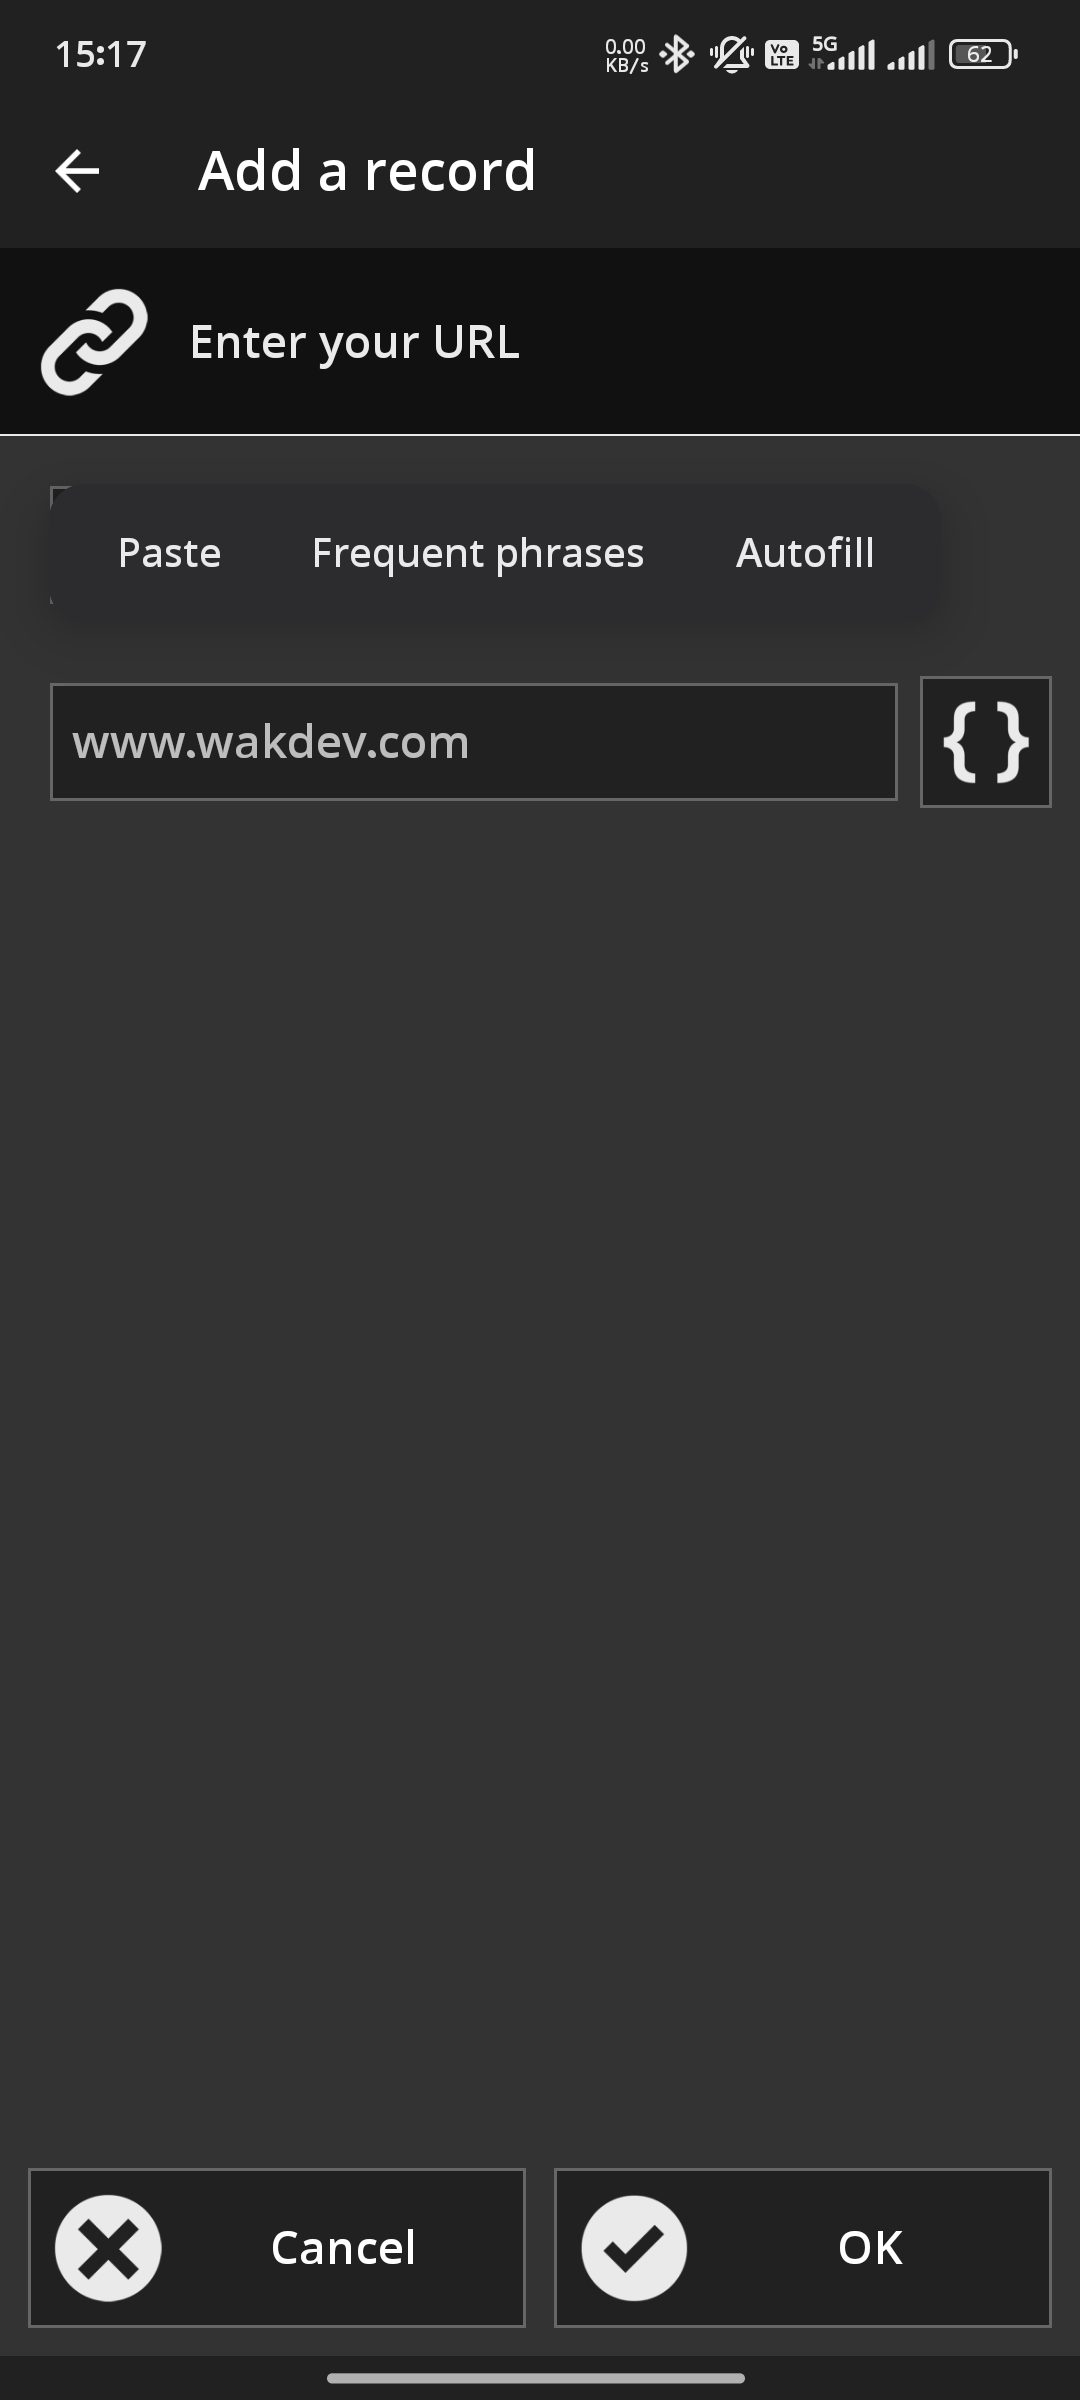 15:17
0.00
KB/s
Vo
LTE
5G
62
Add a record
Enter your URL
Paste Frequent phrases Autofill
www.wakdev.com
{ }
Cancel
OK